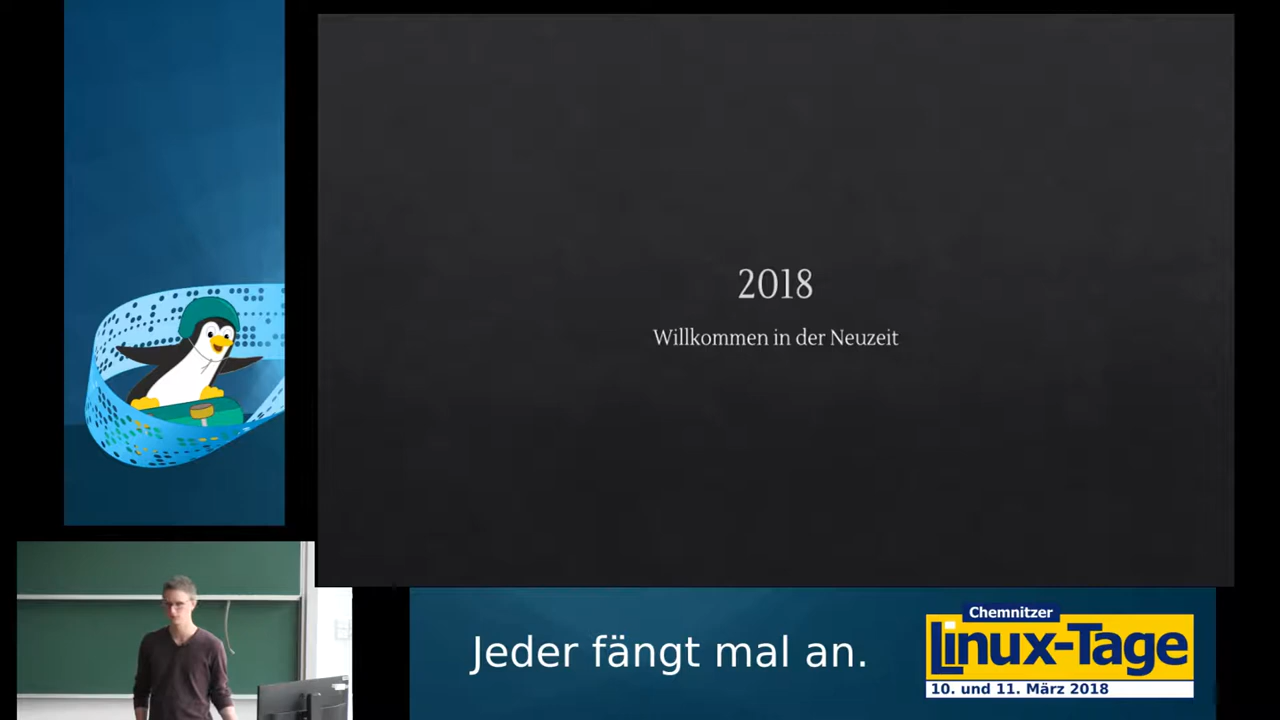 2018
Willkommen in der Neuzeit
Jeder fängt mal an.
Chemnitzer
Linux-Tage
10. und 11. März 2018